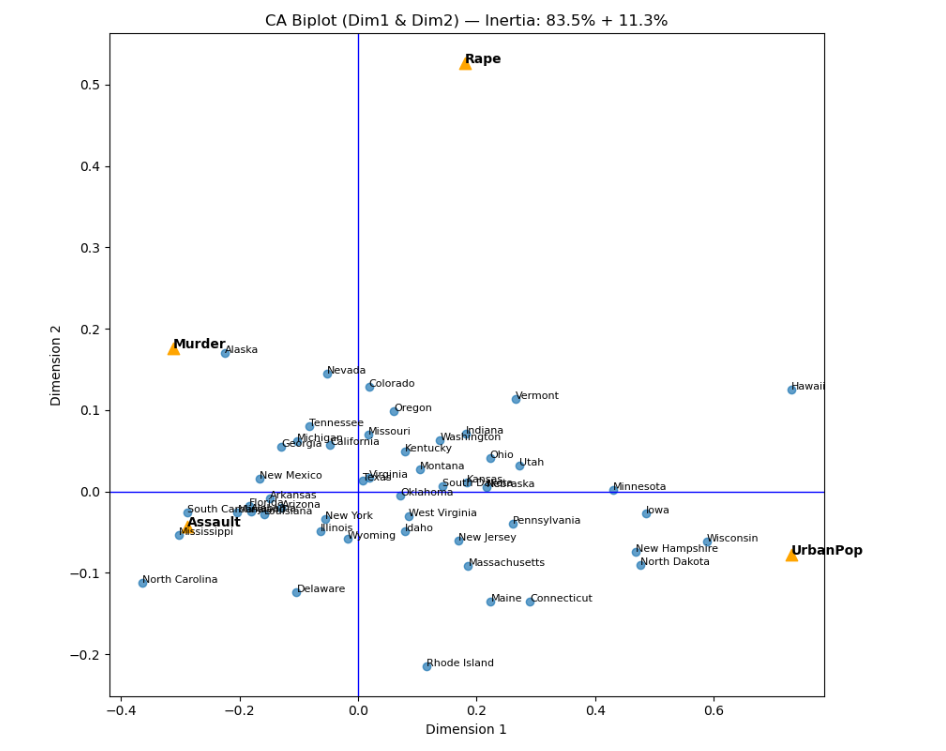 CA Biplot (Dim1 & Dim2) — Inertia: 83.5% + 11.3%
Rape
0.5
0.4
0.3
Dimension 2
0.2
Murder
Alaska
Nevada
Colorado
Hawaii
Vermont
0.1
Oregon
Tennessee
Missouri
Indiana
Michigan
Washington
Georgia
California
Kentucky
Ohio
Utah
Montana
New Mexico
Virginia
Texas
Kansas
South Dakota
Nebraska
Minnesota
0.0
Oklahoma
Arkansas
Florida
Arizona
South Carolina
Louisiana
Iowa
West Virginia
New York
Assault
Pennsylvania
Illinois
Idaho
Mississippi
Wyoming
New Jersey
Wisconsin
New Hampshire
UrbanPop
North Dakota
Massachusetts
−0.1
North Carolina
Delaware
Maine
Connecticut
−0.2
Rhode Island
−0.4
−0.2
0.0
0.2
0.4
0.6
Dimension 1